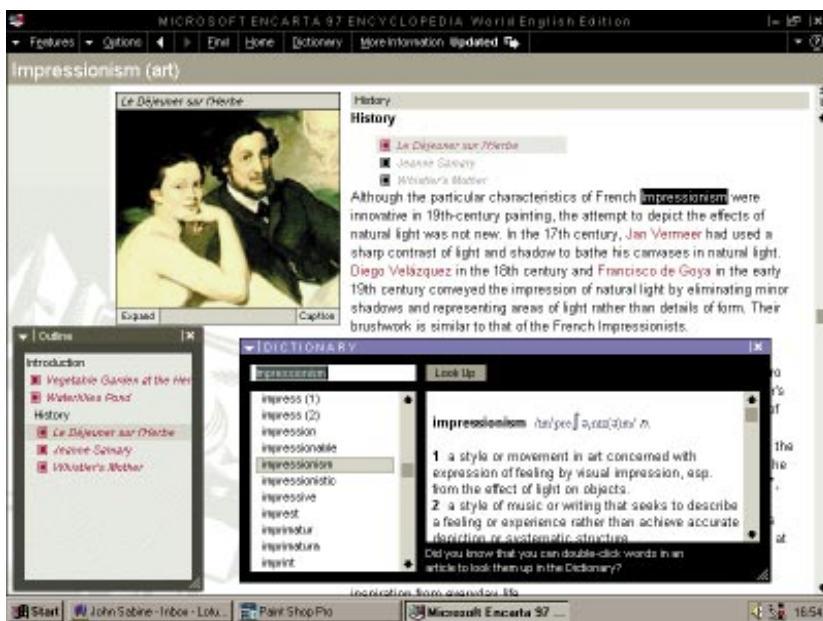 MICROSOFT ENCARTA 97 ENCYCLOPEDIA World English Edition
Features Options Find Home Dictionary More Information Updated
Impressionism (art)
Le Déjeuner sur l'Herbe
Expand Caption
History
History
Le Déjeuner sur l'Herbe
Jeanne Samary
Whistler's Mother
Although the particular characteristics of French Impressionism were
innovative in 19th-century painting, the attempt to depict the effects of
natural light was not new. In the 17th century, Jan Vermeer had used a
sharp contrast of light and shadow to bathe his canvases in natural light.
Diego Velázquez in the 16th century and Francisco de Goya in the early
19th century conveyed the impression of natural light by eliminating minor
shadows and representing areas of light rather than details of form. Their
brushwork is similar to that of the French Impressionists.
Outline
Introduction
Vegetable Garden at the Her
Waterlilies Pond
History
Le Déjeuner sur l'Herbe
Jeanne Samary
Whistler's Mother
DICTIONARY
impressionism Look Up
impress (1)
impress (2)
impression
impressionable
impressionism
impressionistic
impressive
imprest
imprimatur
imprimatura
imprint
impressionism n.
1 a style or movement in art concerned with
expression of feeling by visual impression, esp.
from the effect of light on objects.
2 a style of music or writing that seeks to describe
a feeling or experience rather than achieve accurate
depiction or systematic structure
Did you know that you can double-click words in an
article to look them up in the Dictionary?
the
at
inspiration from everyday life
Start John Sabine - Inbox - Lotu... Paint Shop Pro Microsoft Encarta 97 ... 16:54